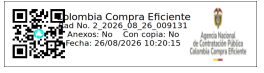 Colombia Compra Eficiente
Rad No. 2_2026_08_26_009131
Anexos: No Con copia: No
Fecha: 26/08/2026 10:20:15
Agencia Nacional
de Contratación Pública
Colombia Compra Eficiente